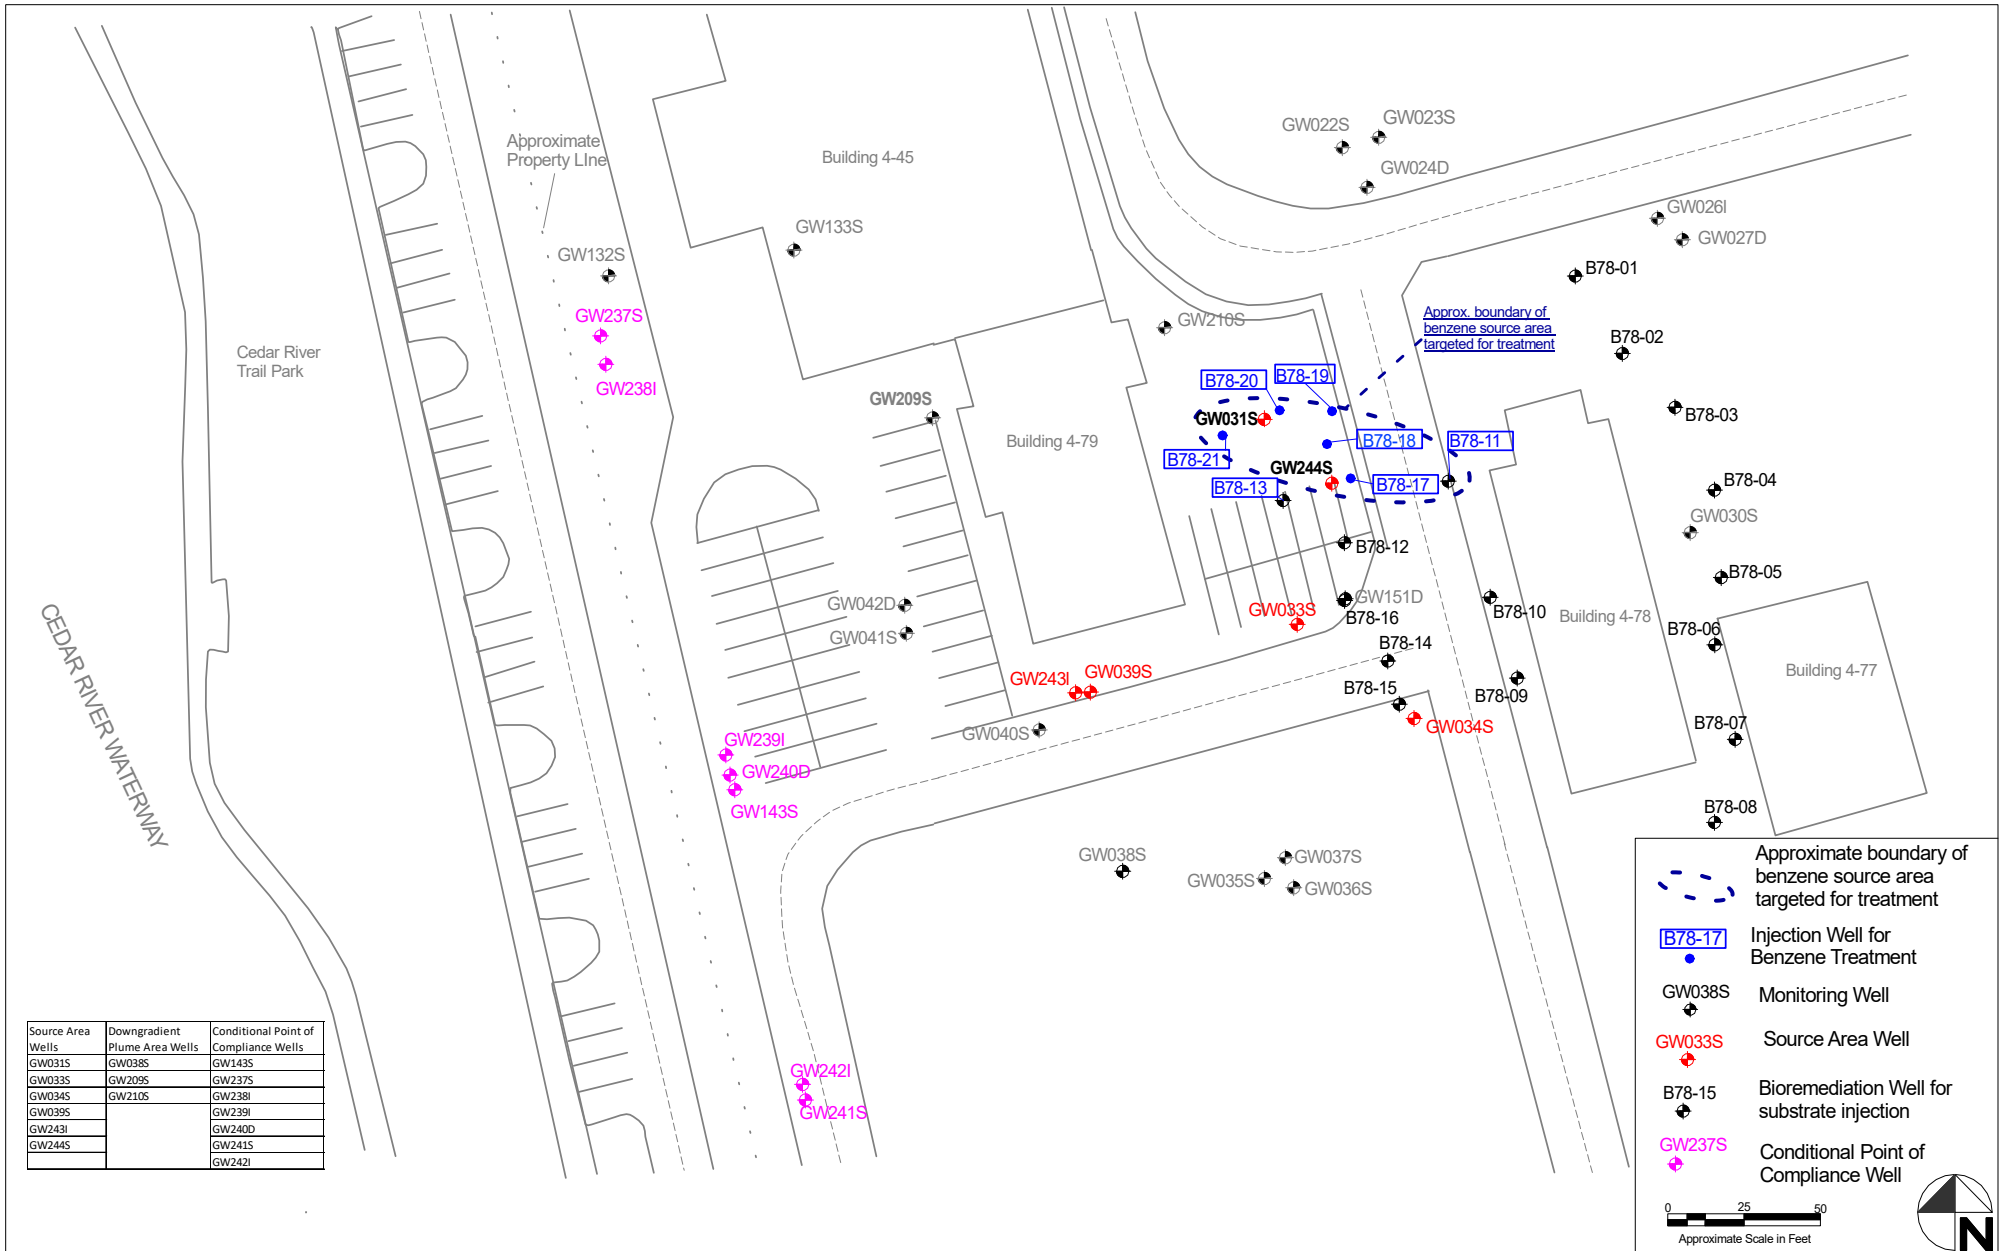 GW022S
GW023S
GW024D
Approximate
Property LIne
Building 4-45
GW026I
GW027D
GW133S
GW132S
B78-01
GW237S
GW210S
Approx. boundary of
benzene source area
targeted for treatment
B78-02
Cedar River
Trail Park
GW238I
B78-20
B78-19
GW209S
GW031S
B78-03
Building 4-79
B78-18
B78-11
B78-21
GW244S
B78-13
B78-17
B78-04
GW030S
B78-12
B78-05
GW042D
GW151D
GW033S
B78-16
B78-10
Building 4-78
GW041S
B78-06
B78-14
Building 4-77
CEDAR RIVER WATERWAY
GW243I
GW039S
B78-15
B78-09
GW034S
B78-07
GW040S
GW239I
GW240D
GW143S
B78-08
GW038S
GW037S
GW035S
GW036S
GW242I
GW241S
Approximate boundary of
benzene source area
targeted for treatment
B78-17
Injection Well for
Benzene Treatment
GW038S
Monitoring Well
GW033S
Source Area Well
B78-15
Bioremediation Well for
substrate injection
GW237S
Conditional Point of
Compliance Well
0 25 50
Approximate Scale in Feet
N
Source Area Downgradient Conditional Point of
Wells Plume Area Wells Compliance Wells
GW031S GW038S GW143S
GW033S GW209S GW237S
GW034S GW210S GW238I
GW039S GW239I
GW243I GW240D
GW244S GW241S
GW242I